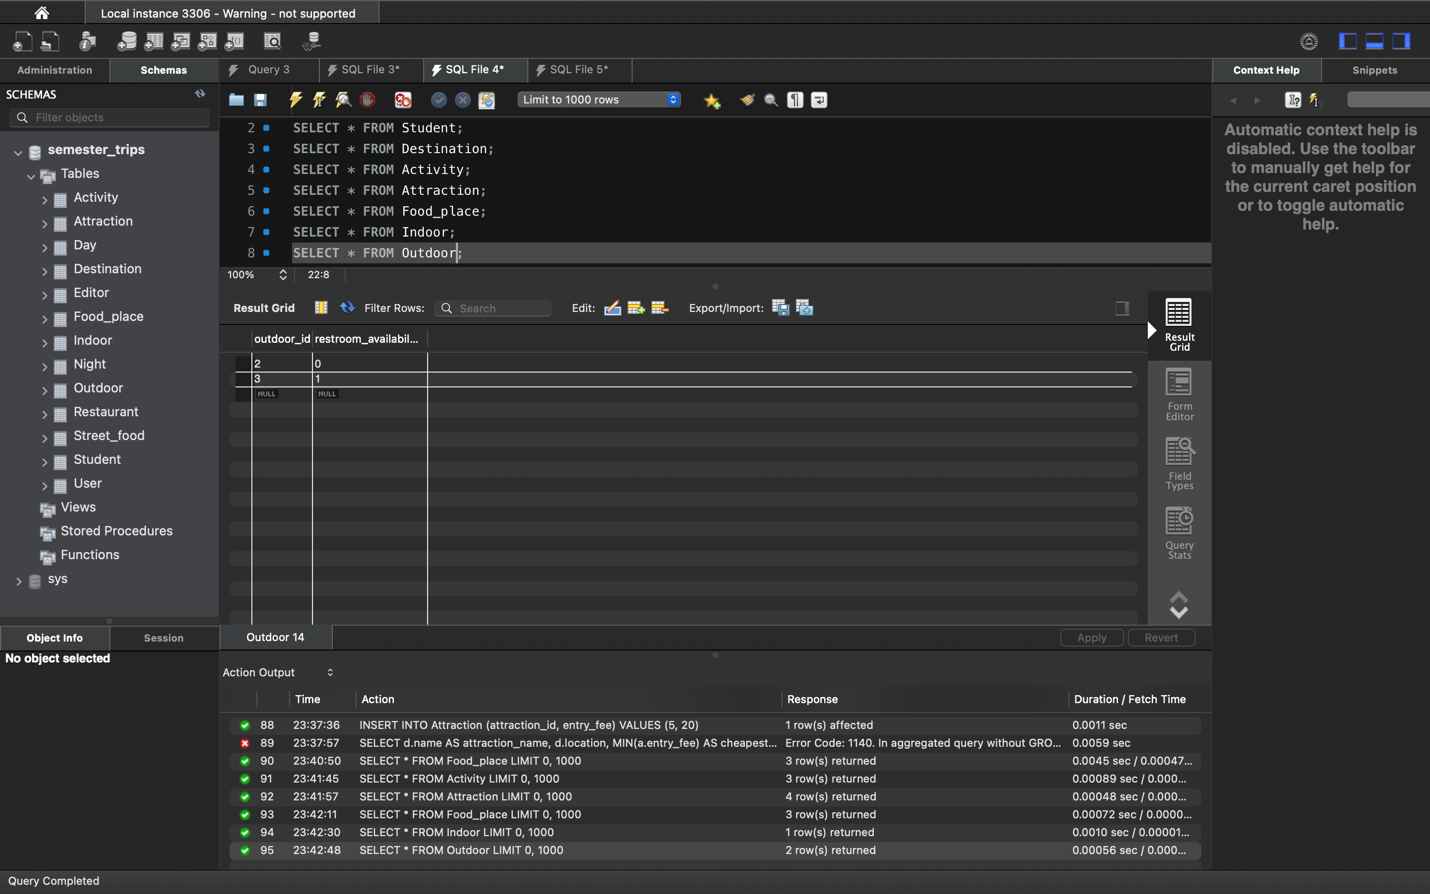 Local instance 3306 - Warning - not supported
Administration
Schemas
Query 3
SQL File 3*
SQL File 4*
SQL File 5*
Context Help
Snippets
SCHEMAS
Filter objects
Limit to 1000 rows
semester_trips
Tables
Activity
Attraction
Day
Destination
Editor
Food_place
Indoor
Night
Outdoor
Restaurant
Street_food
Student
User
Views
Stored Procedures
Functions
sys
2 SELECT * FROM Student;
3 SELECT * FROM Destination;
4 SELECT * FROM Activity;
5 SELECT * FROM Attraction;
6 SELECT * FROM Food_place;
7 SELECT * FROM Indoor;
8 SELECT * FROM Outdoor;
100% 22:8
Automatic context help is
disabled. Use the toolbar
to manually get help for
the current caret position
or to toggle automatic
help.
Result Grid Filter Rows: Search Edit: Export/Import:
outdoor_id restroom_availabil...
2 0
3 1
NULL NULL
Result
Grid
Form
Editor
Field
Types
Query
Stats
Object Info
Session
No object selected
Outdoor 14
Apply
Revert
Action Output
Time Action Response Duration / Fetch Time
88 23:37:36 INSERT INTO Attraction (attraction_id, entry_fee) VALUES (5, 20) 1 row(s) affected 0.0011 sec
89 23:37:57 SELECT d.name AS attraction_name, d.location, MIN(a.entry_fee) AS cheapest... Error Code: 1140. In aggregated query without GRO... 0.0059 sec
90 23:40:50 SELECT * FROM Food_place LIMIT 0, 1000 3 row(s) returned 0.0045 sec / 0.00047...
91 23:41:45 SELECT * FROM Activity LIMIT 0, 1000 3 row(s) returned 0.00089 sec / 0.000...
92 23:41:57 SELECT * FROM Attraction LIMIT 0, 1000 4 row(s) returned 0.00048 sec / 0.000...
93 23:42:11 SELECT * FROM Food_place LIMIT 0, 1000 3 row(s) returned 0.00072 sec / 0.0000...
94 23:42:30 SELECT * FROM Indoor LIMIT 0, 1000 1 row(s) returned 0.0010 sec / 0.00001...
95 23:42:48 SELECT * FROM Outdoor LIMIT 0, 1000 2 row(s) returned 0.00056 sec / 0.000...
Query Completed